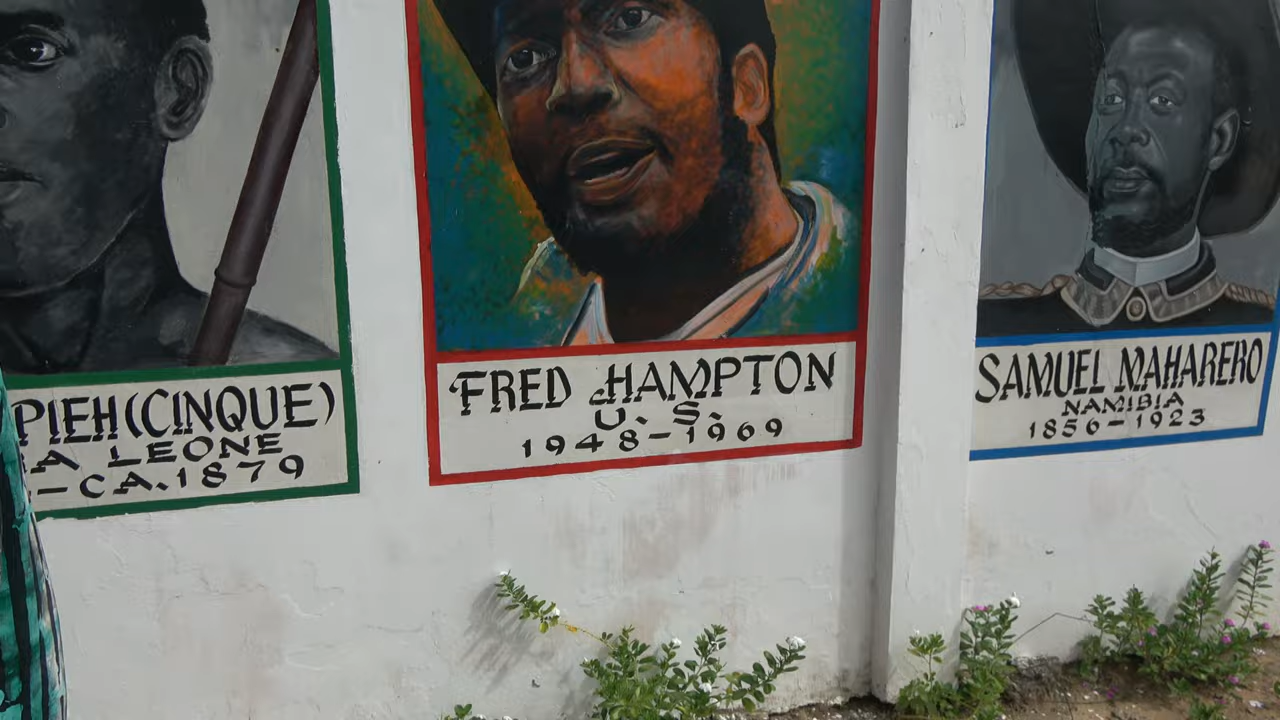 PIEH (CINQUE)
A LEONE
-CA.1879
FRED HAMPTON
U.S.
1948-1969
SAMUEL MAHARERO
NAMIBIA
1856-1923